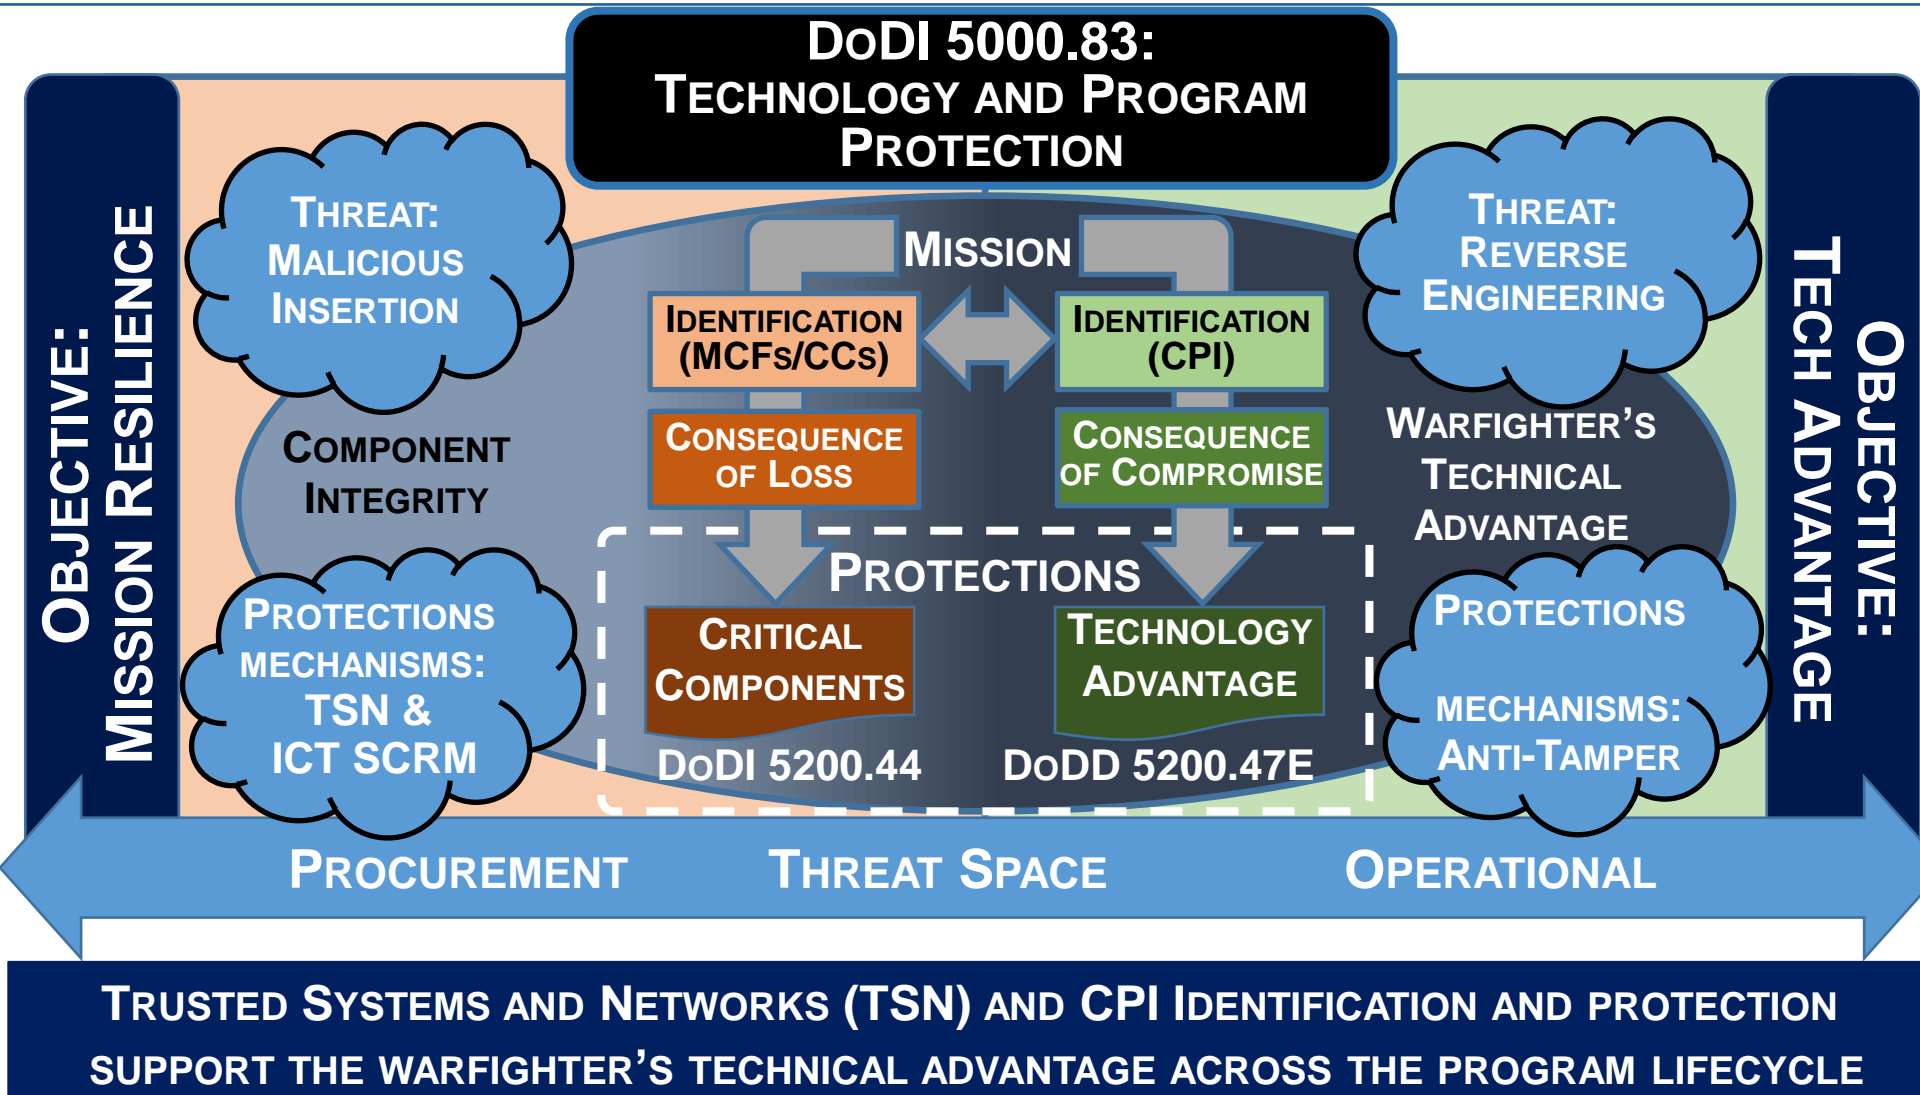 DoDI 5000.83:
Technology and Program
Protection
Objective:
Mission Resilience
Threat:
Malicious
Insertion
Mission
Threat:
Reverse
Engineering
Objective:
Tech Advantage
Identification
(MCFs/CCs)
Identification
(CPI)
Component
Integrity
Consequence
of Loss
Consequence
of Compromise
Warfighter's
Technical
Advantage
Protections
Protections
mechanisms:
TSN &
ICT SCRM
Critical
Components
Technology
Advantage
Protections
mechanisms:
Anti-Tamper
DoDI 5200.44
DoDD 5200.47E
Procurement
Threat Space
Operational
Trusted Systems and Networks (TSN) and CPI Identification and protection
support the warfighter's technical advantage across the program lifecycle